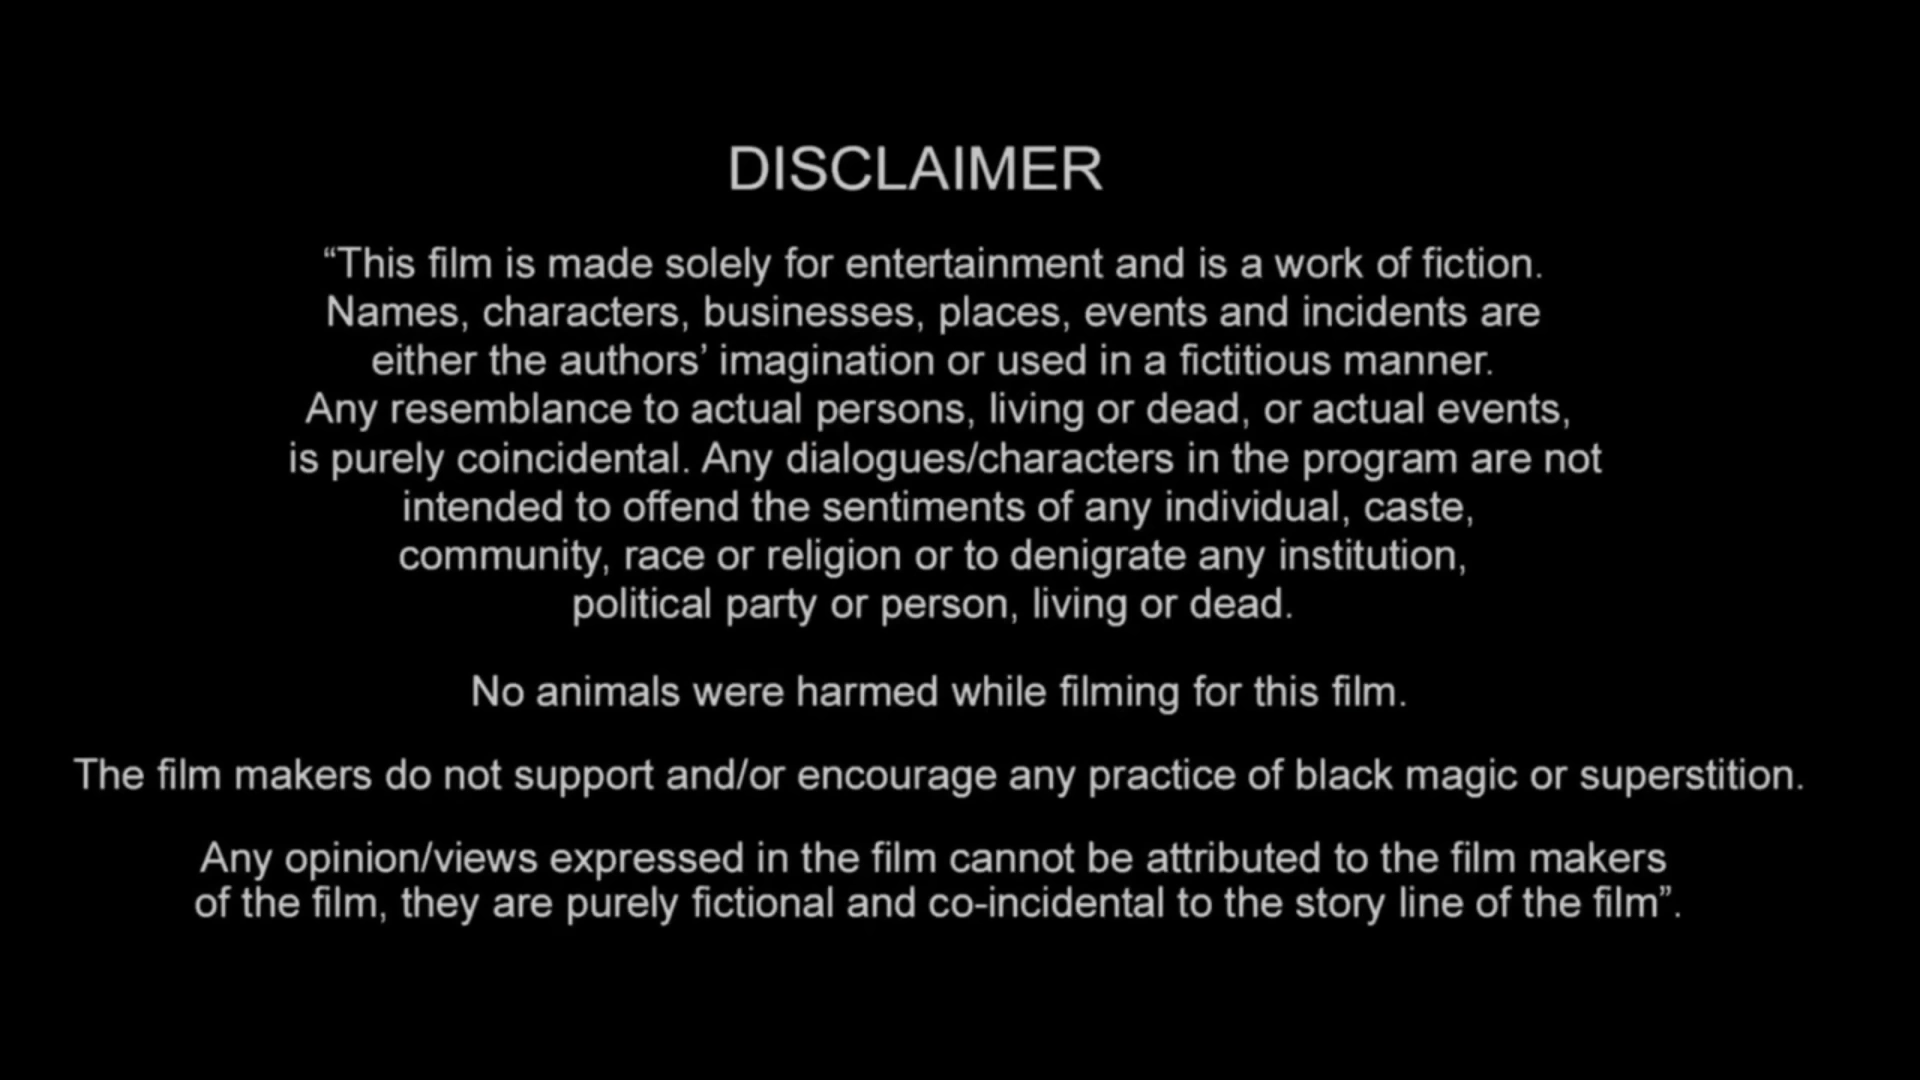 DISCLAIMER
“This film is made solely for entertainment and is a work of fiction.
Names, characters, businesses, places, events and incidents are
either the authors’ imagination or used in a fictitious manner.
Any resemblance to actual persons, living or dead, or actual events,
is purely coincidental. Any dialogues/characters in the program are not
intended to offend the sentiments of any individual, caste,
community, race or religion or to denigrate any institution,
political party or person, living or dead.
No animals were harmed while filming for this film.
The film makers do not support and/or encourage any practice of black magic or superstition.
Any opinion/views expressed in the film cannot be attributed to the film makers
of the film, they are purely fictional and co-incidental to the story line of the film”.